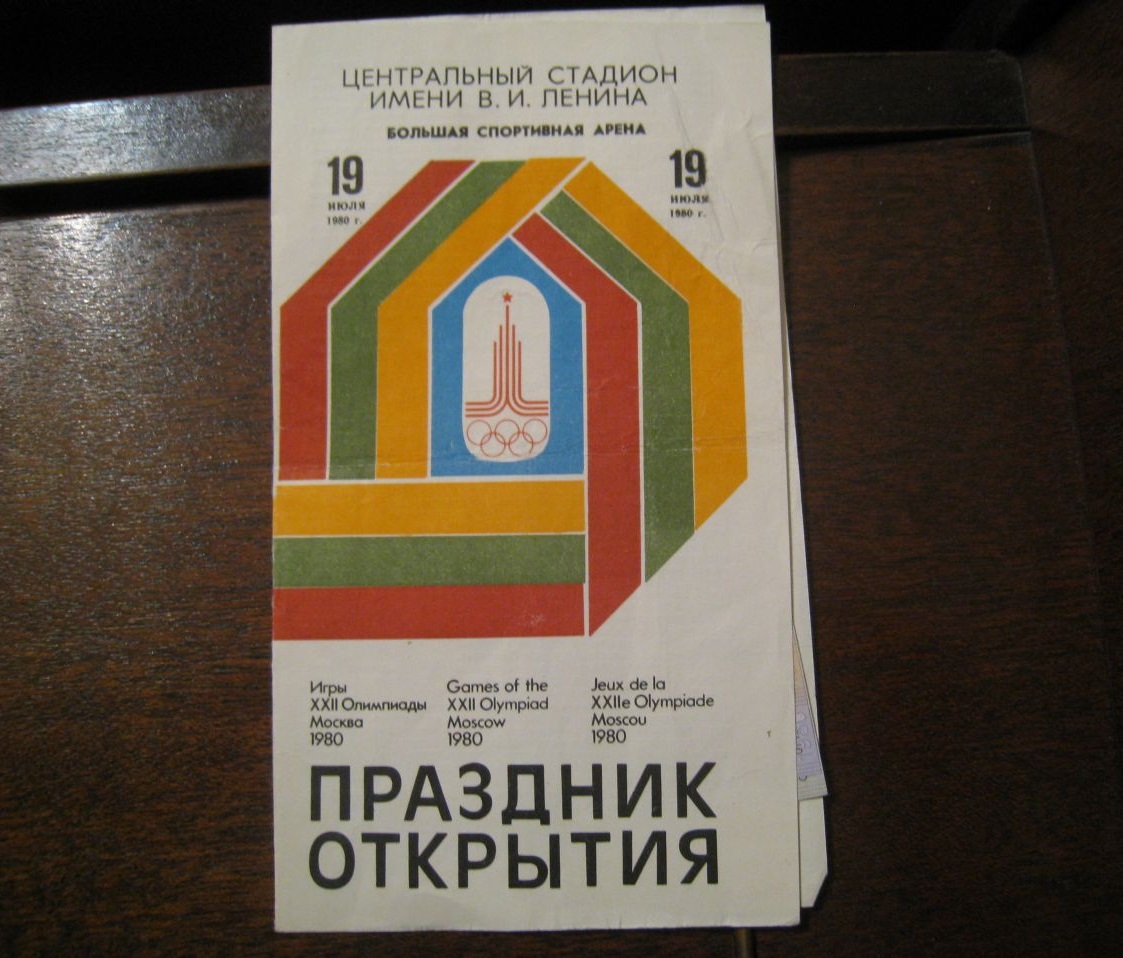 ЦЕНТРАЛЬНЫЙ СТАДИОН
ИМЕНИ В. И. ЛЕНИНА
БОЛЬШАЯ СПОРТИВНАЯ АРЕНА
19
ИЮЛЯ
1980 г.
19
ИЮЛЯ
1980 г.
Игры
XXII Олимпиады
Москва
1980
Games of the
XXII Olympiad
Moscow
1980
Jeux de la
XXIIe Olympiade
Moscou
1980
ПРАЗДНИК
ОТКРЫТИЯ